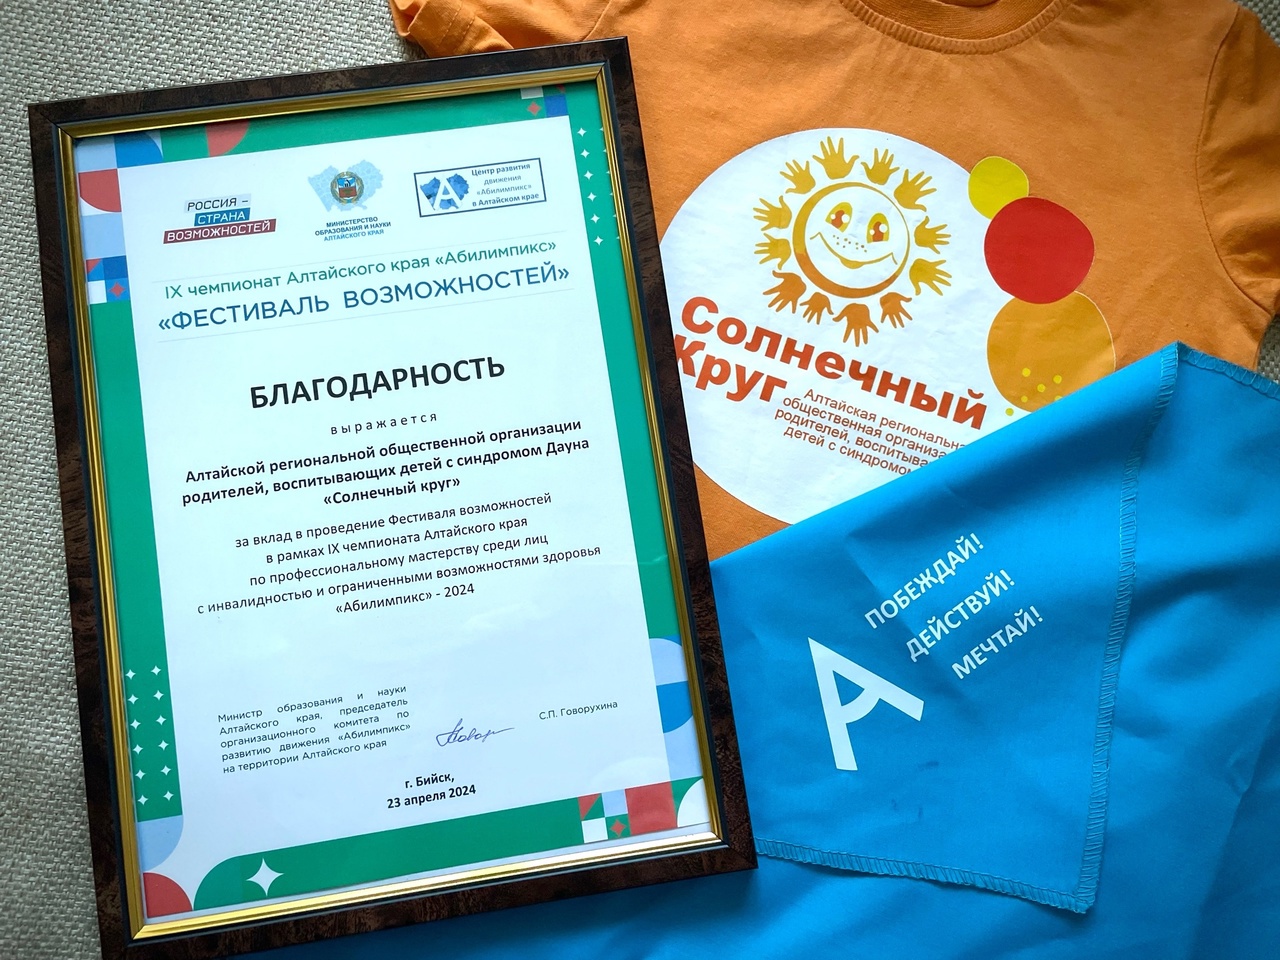 РОССИЯ –
СТРАНА
ВОЗМОЖНОСТЕЙ
МИНИСТЕРСТВО
ОБРАЗОВАНИЯ И НАУКИ
АЛТАЙСКОГО КРАЯ
Центр развития
движения
«Абилимпикс»
в Алтайском крае
IX чемпионат Алтайского края «Абилимпикс»
«ФЕСТИВАЛЬ ВОЗМОЖНОСТЕЙ»
БЛАГОДАРНОСТЬ
выражается
Алтайской региональной общественной организации
родителей, воспитывающих детей с синдромом Дауна
«Солнечный круг»
за вклад в проведение Фестиваля возможностей
в рамках IX чемпионата Алтайского края
по профессиональному мастерству среди лиц
с инвалидностью и ограниченными возможностями здоровья
«Абилимпикс» - 2024
Министр образования и науки
Алтайского края, председатель
организационного комитета по
развитию движения «Абилимпикс»
на территории Алтайского края
С.П. Говорухина
г. Бийск,
23 апреля 2024
Солнечный
Круг
Алтайская региональна
общественная организа
родителей, воспитыва
детей с синдромом
ПОБЕЖДАЙ!
ДЕЙСТВУЙ!
МЕЧТАЙ!